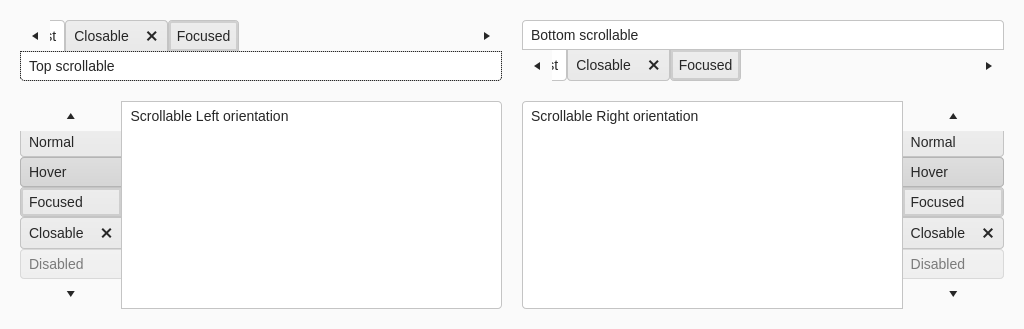 st Closable ✕ Focused
Top scrollable
Bottom scrollable
st Closable ✕ Focused
Scrollable Left orientation
Normal
Hover
Focused
Closable ✕
Disabled
Scrollable Right orientation
Normal
Hover
Focused
Closable ✕
Disabled